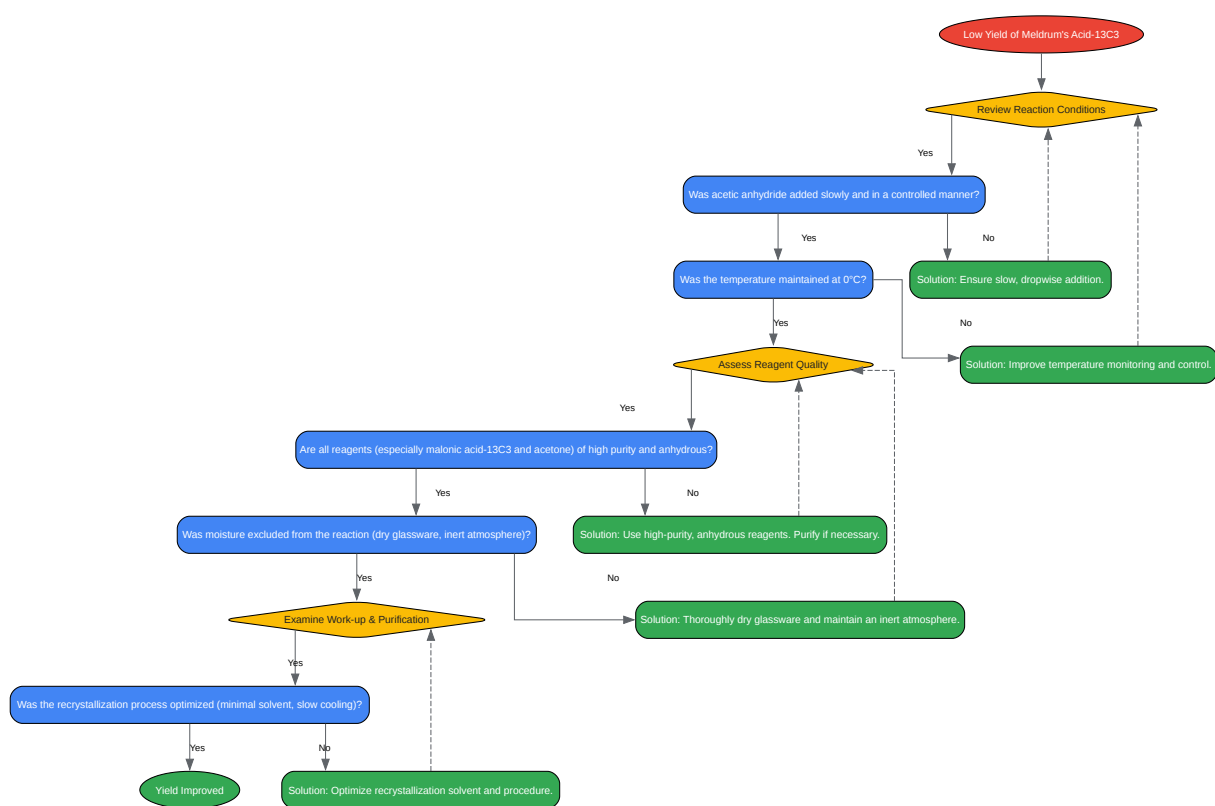 Low Yield of Meldrum's Acid-13C3
Review Reaction Conditions
Yes
Was acetic anhydride added slowly and in a controlled manner?
Yes
No
Was the temperature maintained at 0°C?
Solution: Ensure slow, dropwise addition.
Yes
No
Assess Reagent Quality
Solution: Improve temperature monitoring and control.
Yes
Are all reagents (especially malonic acid-13C3 and acetone) of high purity and anhydrous?
Yes
No
Was moisture excluded from the reaction (dry glassware, inert atmosphere)?
Solution: Use high-purity, anhydrous reagents. Purify if necessary.
Yes
No
Examine Work-up & Purification
Solution: Thoroughly dry glassware and maintain an inert atmosphere.
Yes
Was the recrystallization process optimized (minimal solvent, slow cooling)?
Yes
No
Yield Improved
Solution: Optimize recrystallization solvent and procedure.